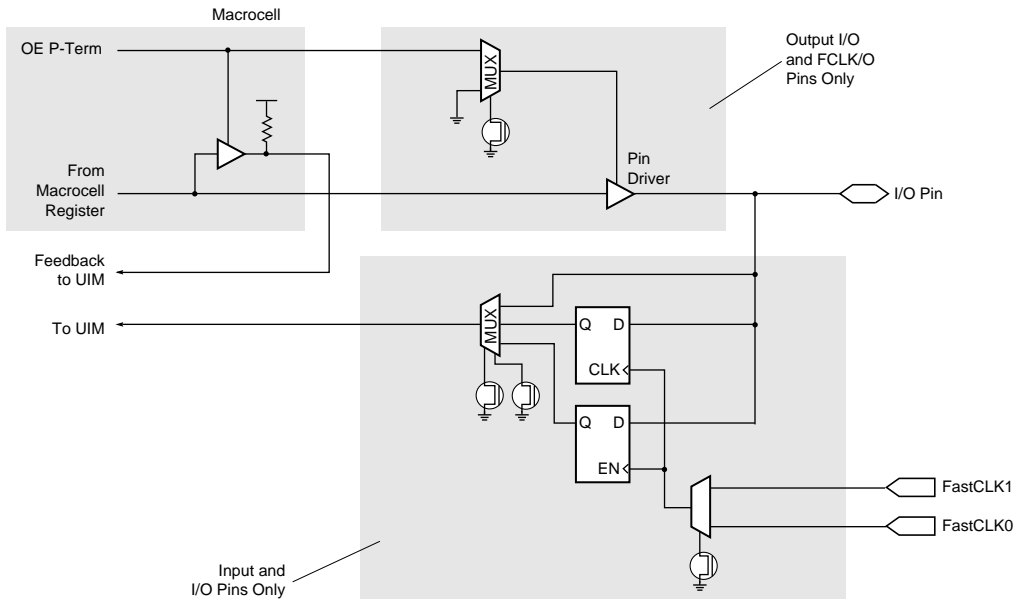 Macrocell
OE P-Term
MUX
Output I/O
and FCLK/O
Pins Only
From
Macrocell
Register
Pin
Driver
I/O Pin
Feedback
to UIM
To UIM
MUX
Q D
CLK
Q D
EN
FastCLK1
FastCLK0
Input and
I/O Pins Only